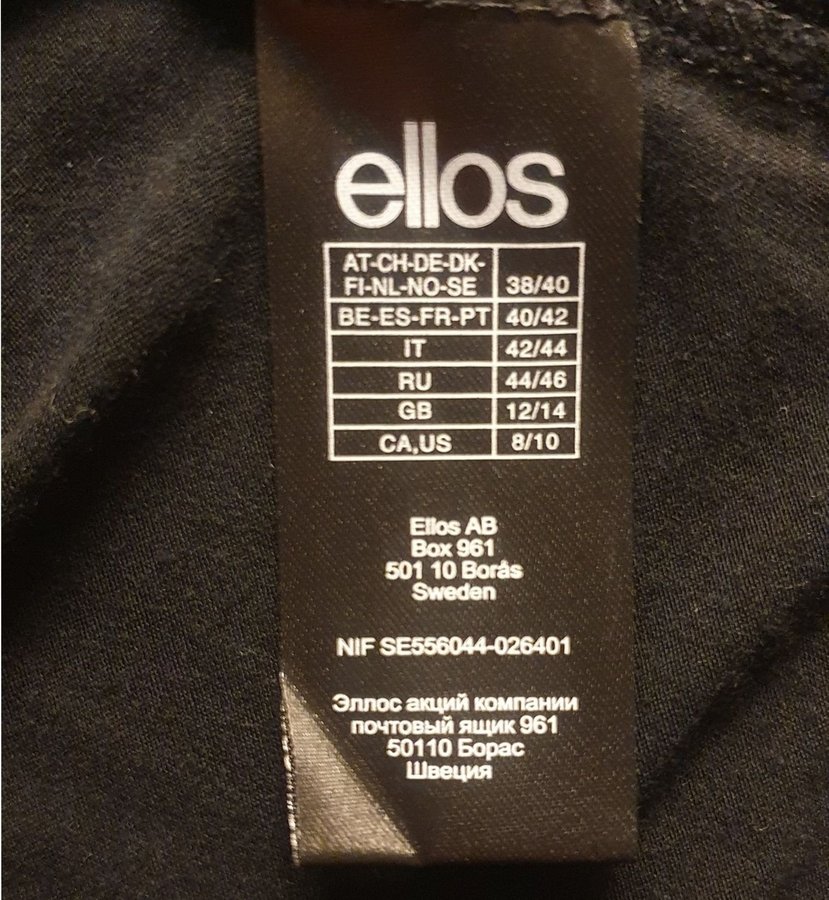 ellos
AT-CH-DE-DK-
FI-NL-NO-SE 38/40
BE-ES-FR-PT 40/42
IT 42/44
RU 44/46
GB 12/14
CA,US 8/10
Ellos AB
Box 961
501 10 Borås
Sweden
NIF SE556044-026401
Эллос акций компании
почтовый ящик 961
50110 Борас
Швеция